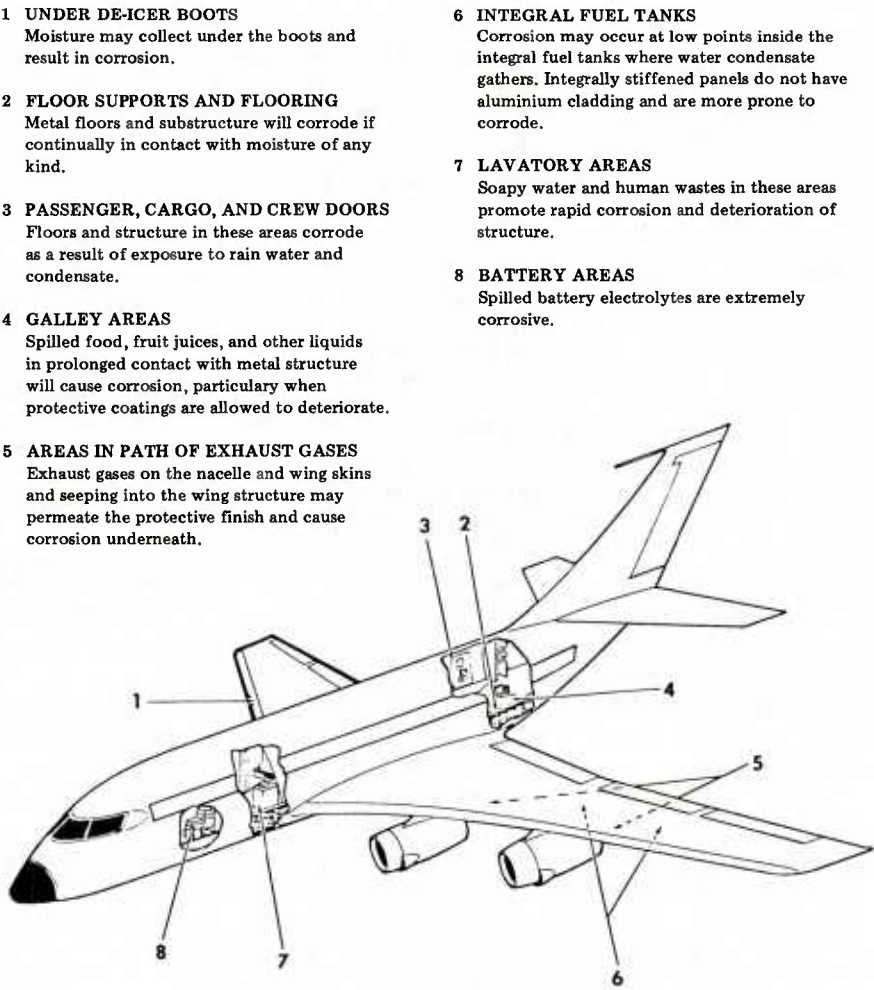 1 UNDER DE-ICER BOOTS
Moisture may collect under the boots and
result in corrosion.
2 FLOOR SUPPORTS AND FLOORING
Metal floors and substructure will corrode if
continually in contact with moisture of any
kind.
3 PASSENGER, CARGO, AND CREW DOORS
Floors and structure in these areas corrode
as a result of exposure to rain water and
condensate.
4 GALLEY AREAS
Spilled food, fruit juices, and other liquids
in prolonged contact with metal structure
will cause corrosion, particulary when
protective coatings are allowed to deteriorate.
5 AREAS IN PATH OF EXHAUST GASES
Exhaust gases on the nacelle and wing skins
and seeping into the wing structure may
permeate the protective finish and cause
corrosion underneath.
6 INTEGRAL FUEL TANKS
Corrosion may occur at low points inside the
integral fuel tanks where water condensate
gathers. Integrally stiffened panels do not have
aluminium cladding and are more prone to
corrode.
7 LAVATORY AREAS
Soapy water and human wastes in these areas
promote rapid corrosion and deterioration of
structure.
8 BATTERY AREAS
Spilled battery electrolytes are extremely
corrosive.
3 2
1
4
5
8
7
6